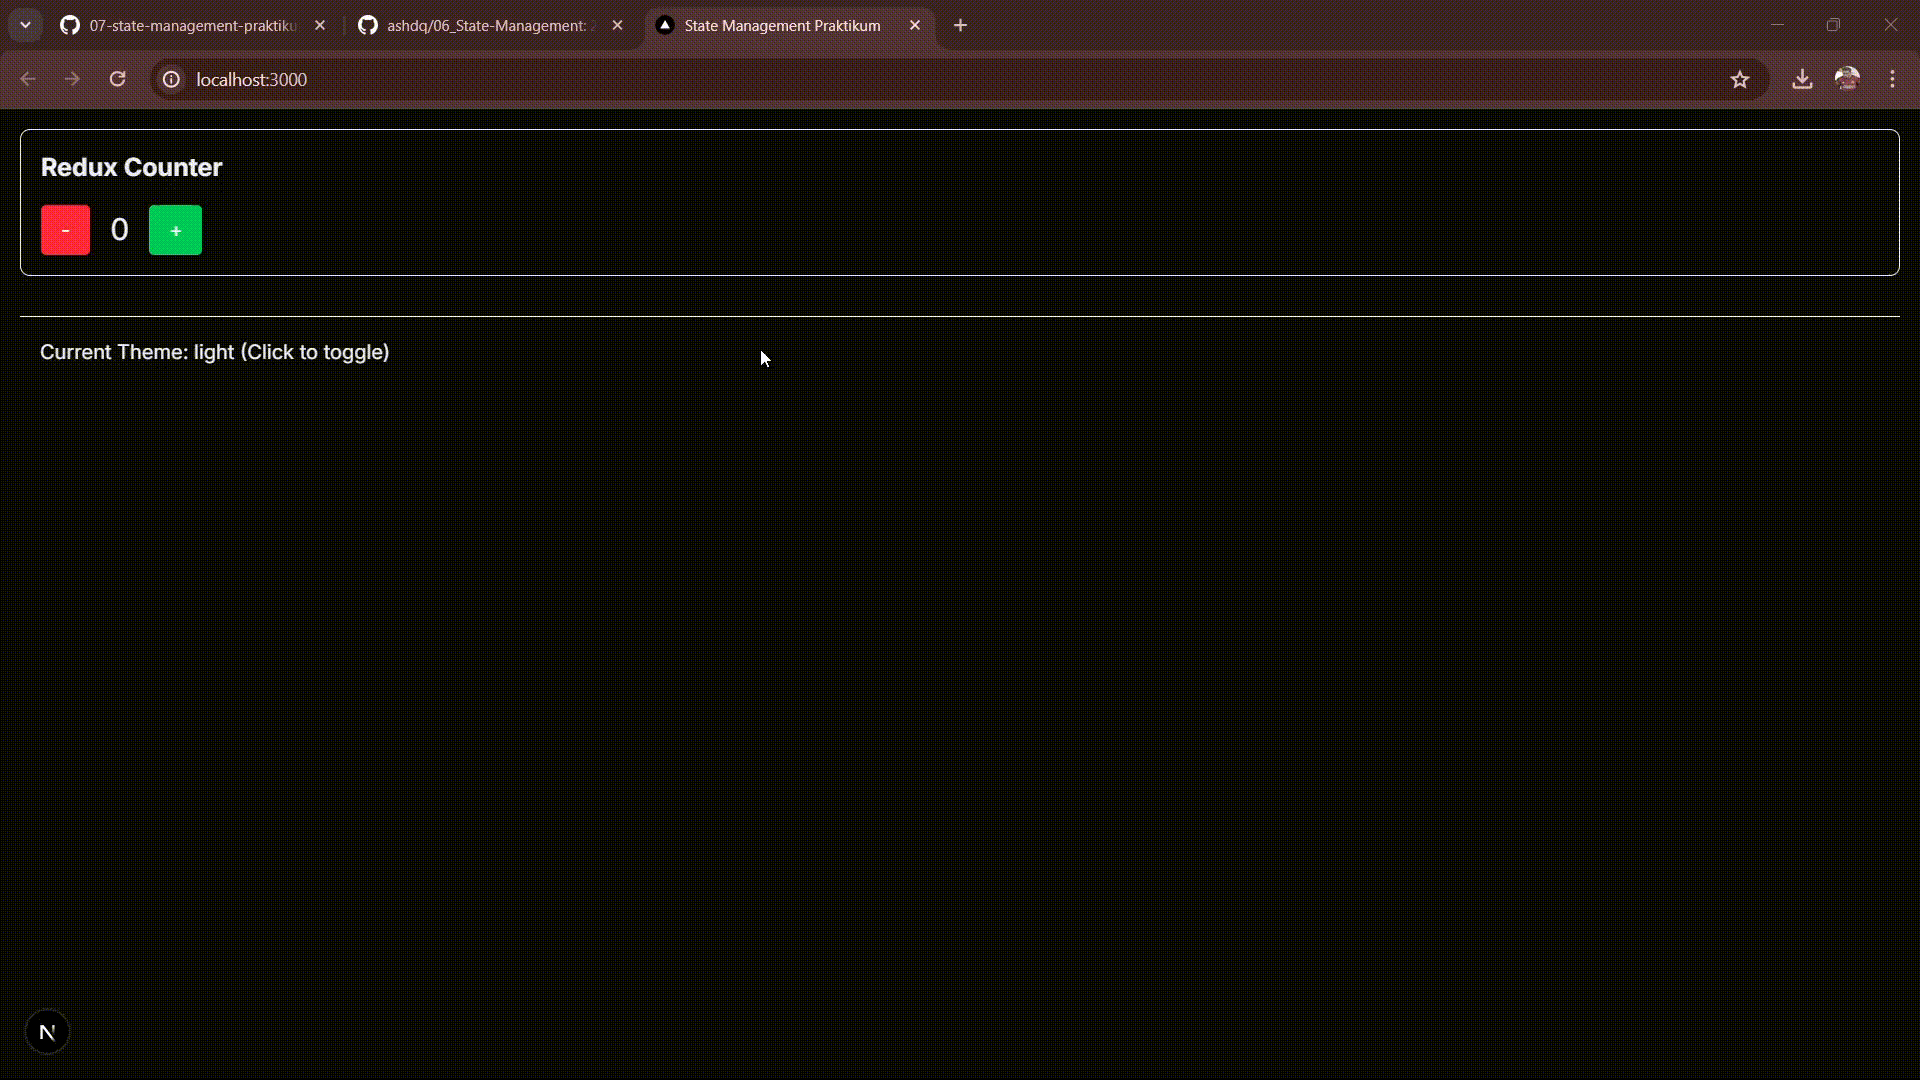 07-state-management-praktiku
ashdq/06_State-Management: 2
State Management Praktikum
localhost:3000
Redux Counter
- 0 +
Current Theme: light (Click to toggle)
N